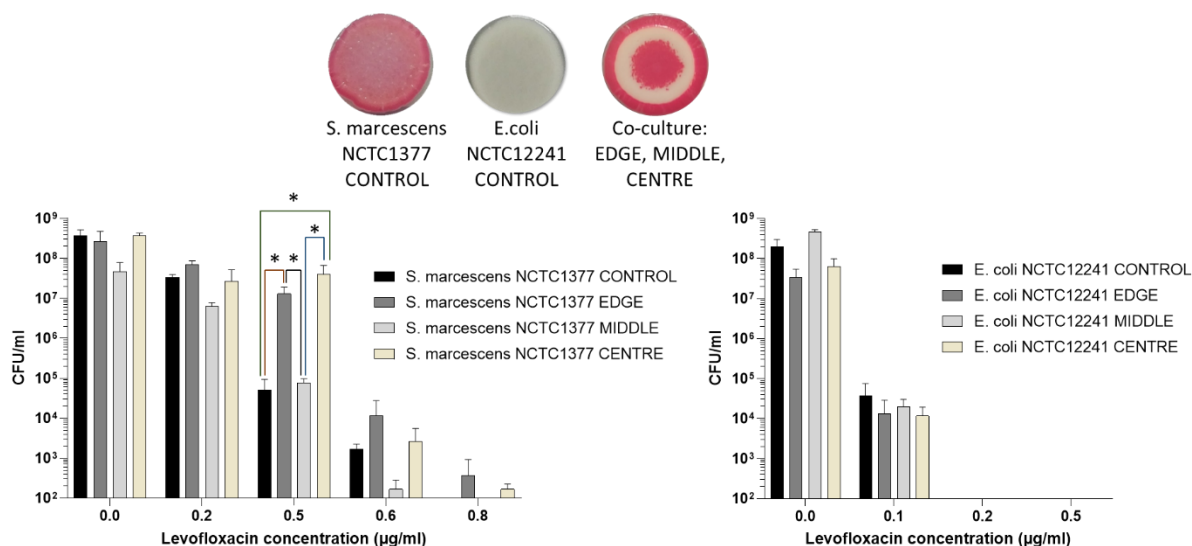 S. marcescens
NCTC1377
CONTROL
E.coli
NCTC12241
CONTROL
Co-culture:
EDGE, MIDDLE,
CENTRE
CFU/ml
10⁹
10⁸
10⁷
10⁶
10⁵
10⁴
10³
10²
*
*
*
*
S. marcescens NCTC1377 CONTROL
S. marcescens NCTC1377 EDGE
S. marcescens NCTC1377 MIDDLE
S. marcescens NCTC1377 CENTRE
0.0 0.2 0.5 0.6 0.8
Levofloxacin concentration (µg/ml)
CFU/ml
10⁹
10⁸
10⁷
10⁶
10⁵
10⁴
10³
10²
E. coli NCTC12241 CONTROL
E. coli NCTC12241 EDGE
E. coli NCTC12241 MIDDLE
E. coli NCTC12241 CENTRE
0.0 0.1 0.2 0.5
Levofloxacin concentration (µg/ml)